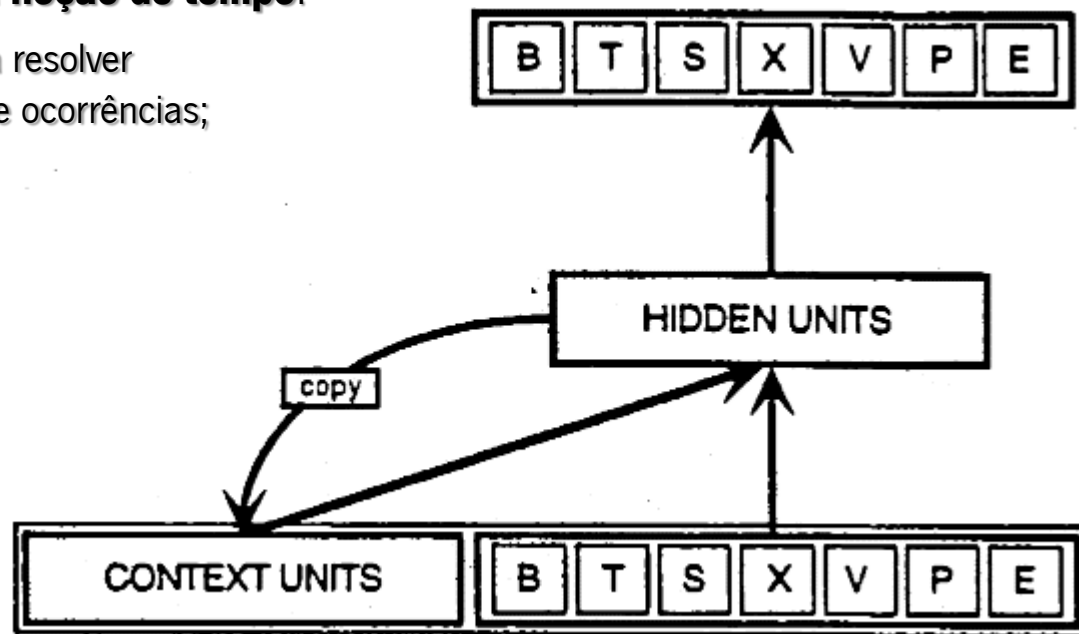 noção de tempo.
resolver
e ocorrências;
B T S X V P E
HIDDEN UNITS
copy
CONTEXT UNITS B T S X V P E